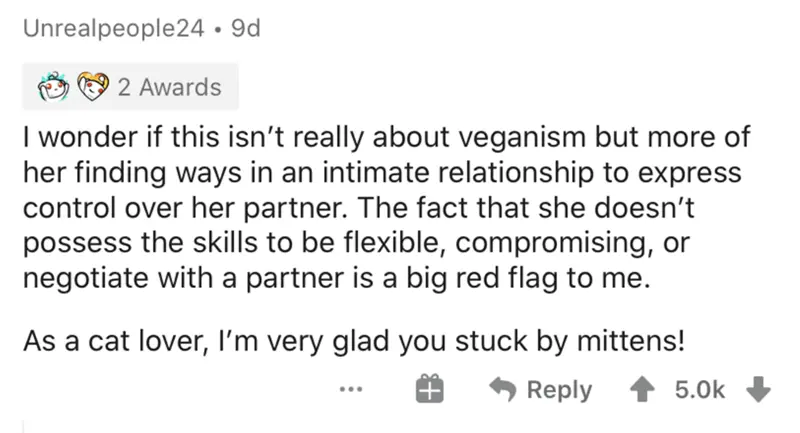 Unrealpeople24 • 9d
2 Awards
I wonder if this isn’t really about veganism but more of
her finding ways in an intimate relationship to express
control over her partner. The fact that she doesn’t
possess the skills to be flexible, compromising, or
negotiate with a partner is a big red flag to me.
As a cat lover, I’m very glad you stuck by mittens!
... Reply 5.0k